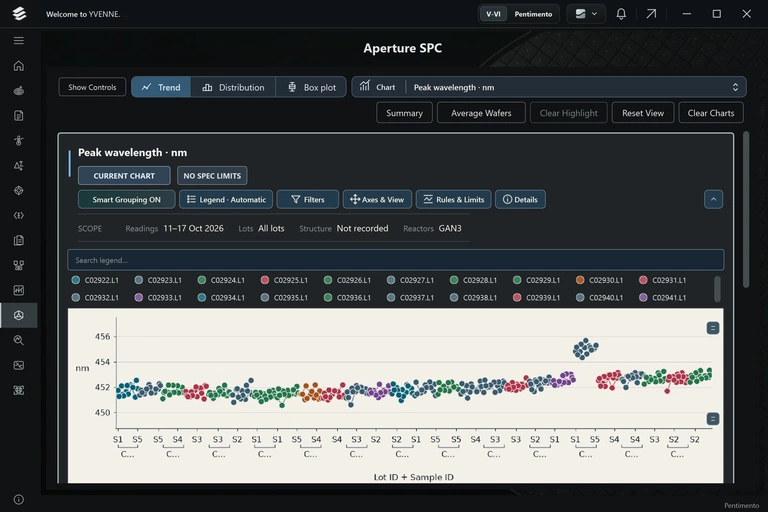 Welcome to YVENNE.
V·VI Pentimento
Aperture SPC
Show Controls Trend Distribution Box plot Chart Peak wavelength · nm
Summary Average Wafers Clear Highlight Reset View Clear Charts
Peak wavelength · nm
CURRENT CHART NO SPEC LIMITS
Smart Grouping ON Legend · Automatic Filters Axes & View Rules & Limits Details
SCOPE Readings 11–17 Oct 2026 Lots All lots Structure Not recorded Reactors GAN3
Search legend...
C02922.L1 C02923.L1 C02924.L1 C02925.L1 C02926.L1 C02927.L1 C02928.L1 C02929.L1 C02930.L1 C02931.L1
C02932.L1 C02933.L1 C02934.L1 C02935.L1 C02936.L1 C02937.L1 C02938.L1 C02939.L1 C02940.L1 C02941.L1
456
454
nm
452
450
S1 S5 S5 S4 S3 S3 S2 S1 S1 S5 S4 S4 S3 S2 S2 S1 S5 S4 S3 S3 S2 S1 S1 S5 S4 S4 S3 S2 S2
C... C... C... C... C... C... C... C... C... C... C... C... C...
Lot ID + Sample ID
Pentimento